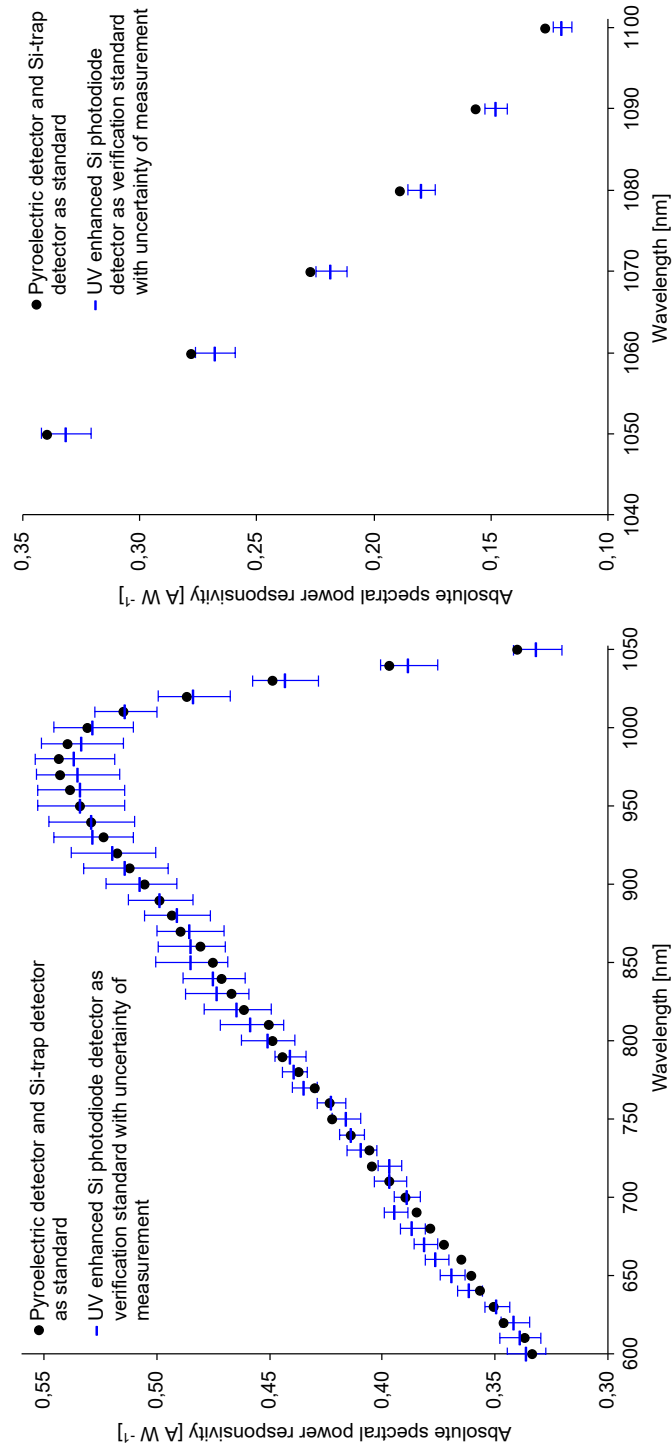 Absolute spectral power responsivity [A W⁻¹]
0,55
0,50
0,45
0,40
0,35
0,30
Pyroelectric detector and Si-trap detector
as standard
UV enhanced Si photodiode detector as
verification standard with uncertainty of
measurement
600
650
700
750
800
850
900
950
1000
1050
Wavelength [nm]
Absolute spectral power responsivity [A W⁻¹]
0,35
0,30
0,25
0,20
0,15
0,10
Pyroelectric detector and Si-trap
detector as standard
UV enhanced Si photodiode
detector as verification standard
with uncertainty of measurement
1040
1050
1060
1070
1080
1090
1100
Wavelength [nm]